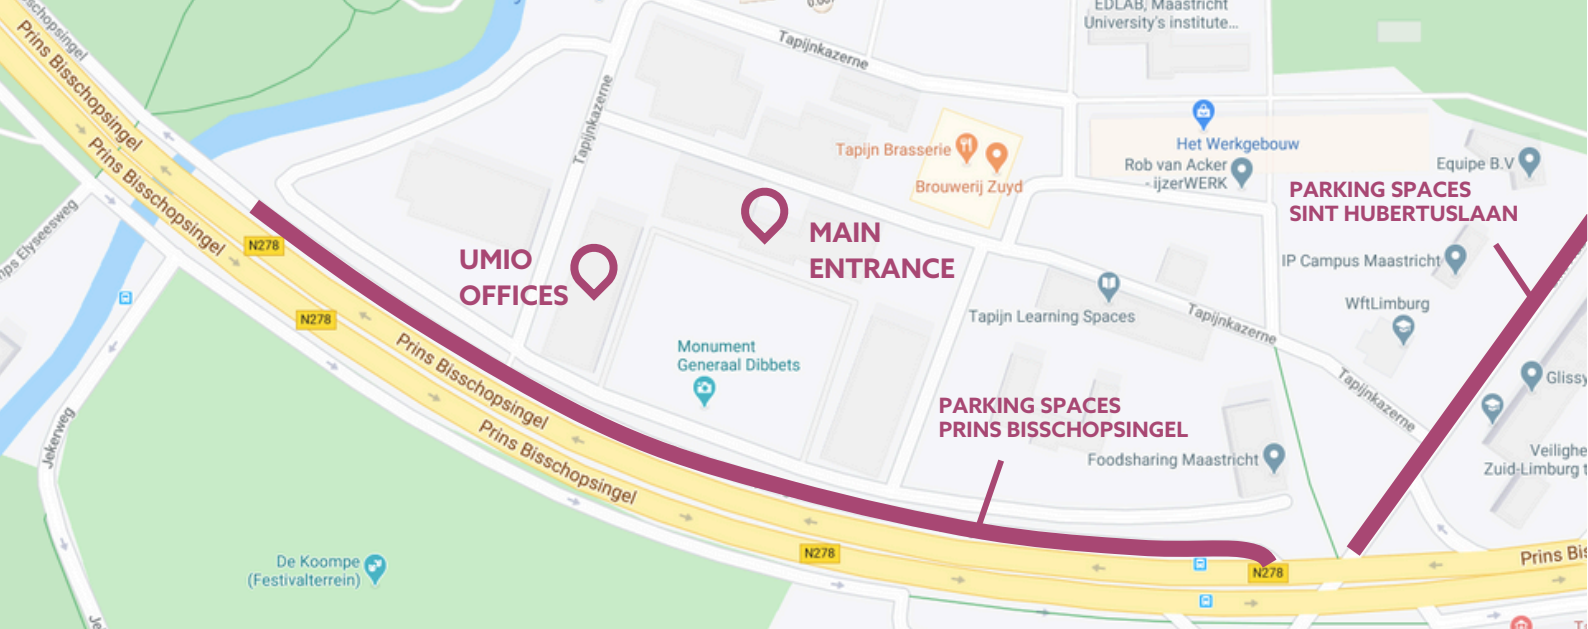 EDLAB, Maastricht
University's institute...
Prins Bisschopsingel
Tapijnkazerne
Tapijnkazerne
Prins Bisschopsingel
Tapijn Brasserie
Brouwerij Zuyd
Het Werkgebouw
Rob van Acker
- ijzerWERK
Equipe B.V
PARKING SPACES
SINT HUBERTUSLAAN
MAIN
ENTRANCE
UMIO
OFFICES
N278
N278
IP Campus Maastricht
WftLimburg
Tapijn Learning Spaces
Tapijnkazerne
Prins Bisschopsingel
Monument
Generaal Dibbets
Tapijnkazerne
PARKING SPACES
PRINS BISSCHOPSINGEL
Jekerweg
Prins Bisschopsingel
Foodsharing Maastricht
Zuid-Limburg
De Koompe
(Festivalterrein)
N278
N278
Prins